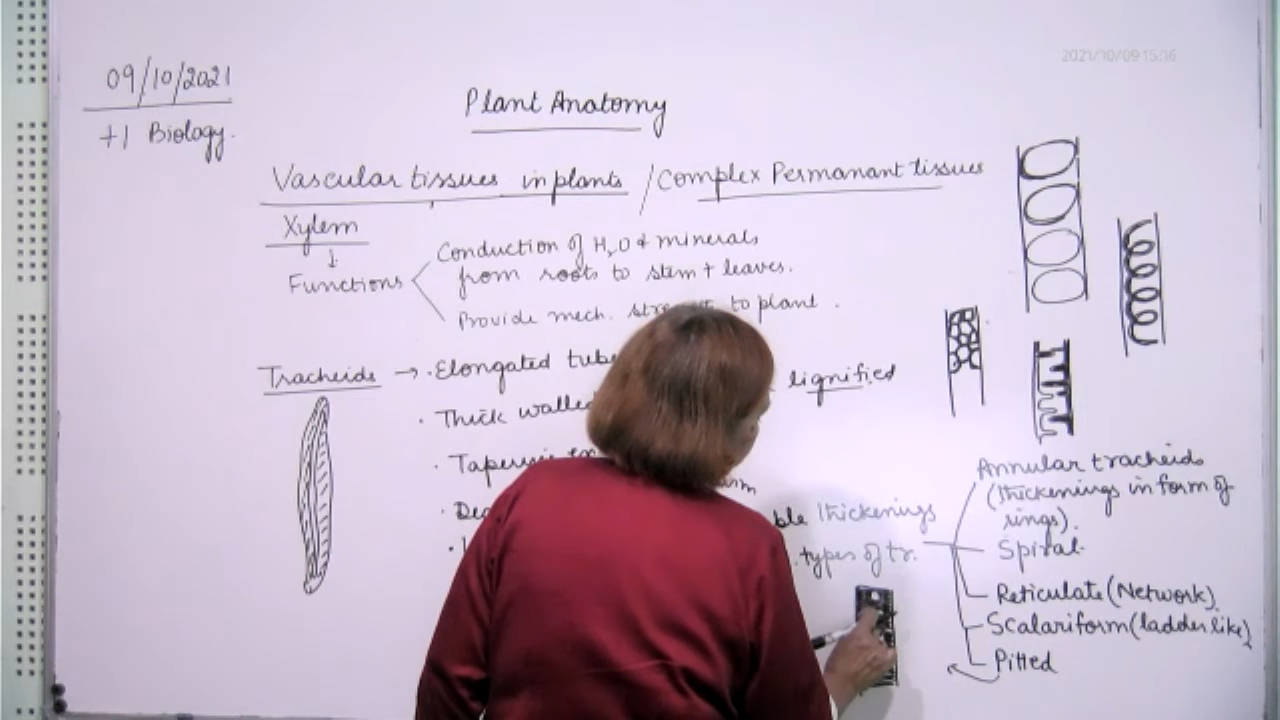 2021/10/09 15:16
09/10/2021
+1 Biology.
Plant Anatomy
Vascular tissues in plants / Complex Permanant tissues
Xylem
↓
Functions
Conduction of H2O & minerals
from roots to stem & leaves.
Provide mech. to plant.
Tracheids → . Elongated lignified
. Thick walled
.
ble thickenings
. types of tr.
Annular tracheids
(thickenings in form of
rings).
Spiral
Reticulate (Network)
Scalariform (ladder like)
Pitted